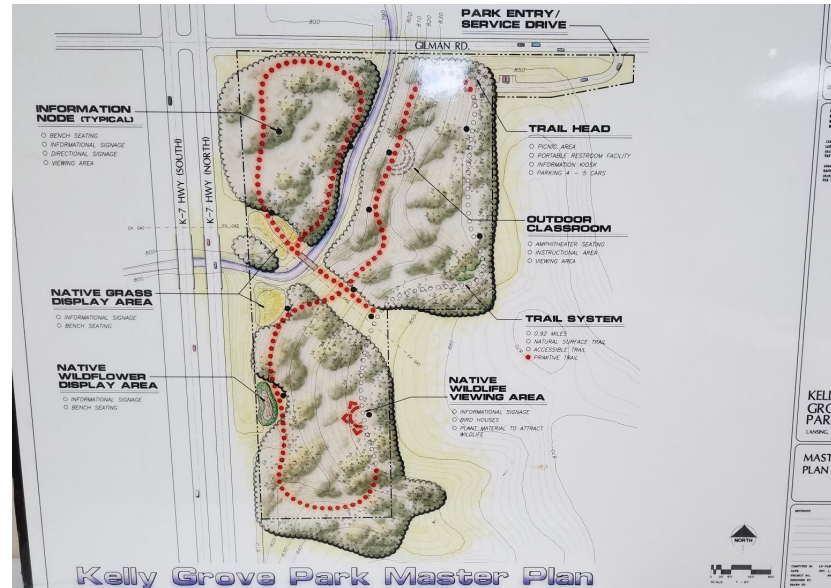 PARK ENTRY/
SERVICE DRIVE
GILMAN RD.
INFORMATION
NODE (TYPICAL)
○ BENCH SEATING
○ INFORMATIONAL SIGNAGE
○ DIRECTIONAL SIGNAGE
○ VIEWING AREA
TRAIL HEAD
○ PICNIC AREA
○ PORTABLE RESTROOM FACILITY
○ INFORMATION KIOSK
○ PARKING 4 - 5 CARS
K-7 HWY (SOUTH)
K-7 HWY (NORTH)
OUTDOOR
CLASSROOM
○ AMPHITHEATER SEATING
○ INSTRUCTIONAL AREA
○ VIEWING AREA
NATIVE GRASS
DISPLAY AREA
○ INFORMATIONAL SIGNAGE
○ BENCH SEATING
TRAIL SYSTEM
○ 0.92 MILES
○ NATURAL SURFACE TRAIL
○ ACCESSIBLE TRAIL
● PRIMITIVE TRAIL
NATIVE
WILDFLOWER
DISPLAY AREA
○ INFORMATIONAL SIGNAGE
○ BENCH SEATING
NATIVE
WILDLIFE
VIEWING AREA
○ INFORMATIONAL SIGNAGE
○ BIRD HOUSES
○ PLANT MATERIAL TO ATTRACT
WILDLIFE
KELL
GRO
PAR
LANSING,
MAST
PLAN
NORTH
Kelly Grove Park Master Plan